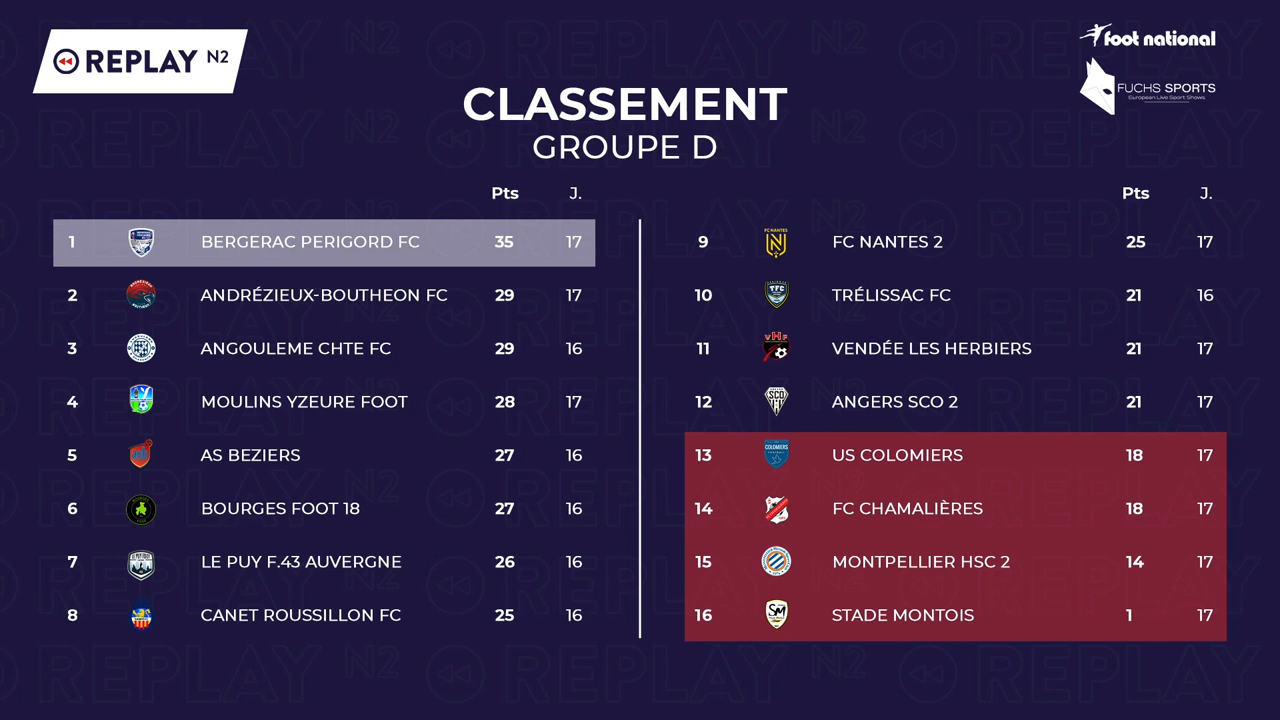 REPLAY N2
foot national
FUCHS SPORTS
European Live Sport Shows
CLASSEMENT
GROUPE D
Pts J.
1 BERGERAC PERIGORD FC 35 17
2 ANDRÉZIEUX-BOUTHEON FC 29 17
3 ANGOULEME CHTE FC 29 16
4 MOULINS YZEURE FOOT 28 17
5 AS BEZIERS 27 16
6 BOURGES FOOT 18 27 16
7 LE PUY F.43 AUVERGNE 26 16
8 CANET ROUSSILLON FC 25 16
Pts J.
9 FC NANTES 2 25 17
10 TRÉLISSAC FC 21 16
11 VENDÉE LES HERBIERS 21 17
12 ANGERS SCO 2 21 17
13 US COLOMIERS 18 17
14 FC CHAMALIÈRES 18 17
15 MONTPELLIER HSC 2 14 17
16 STADE MONTOIS 1 17